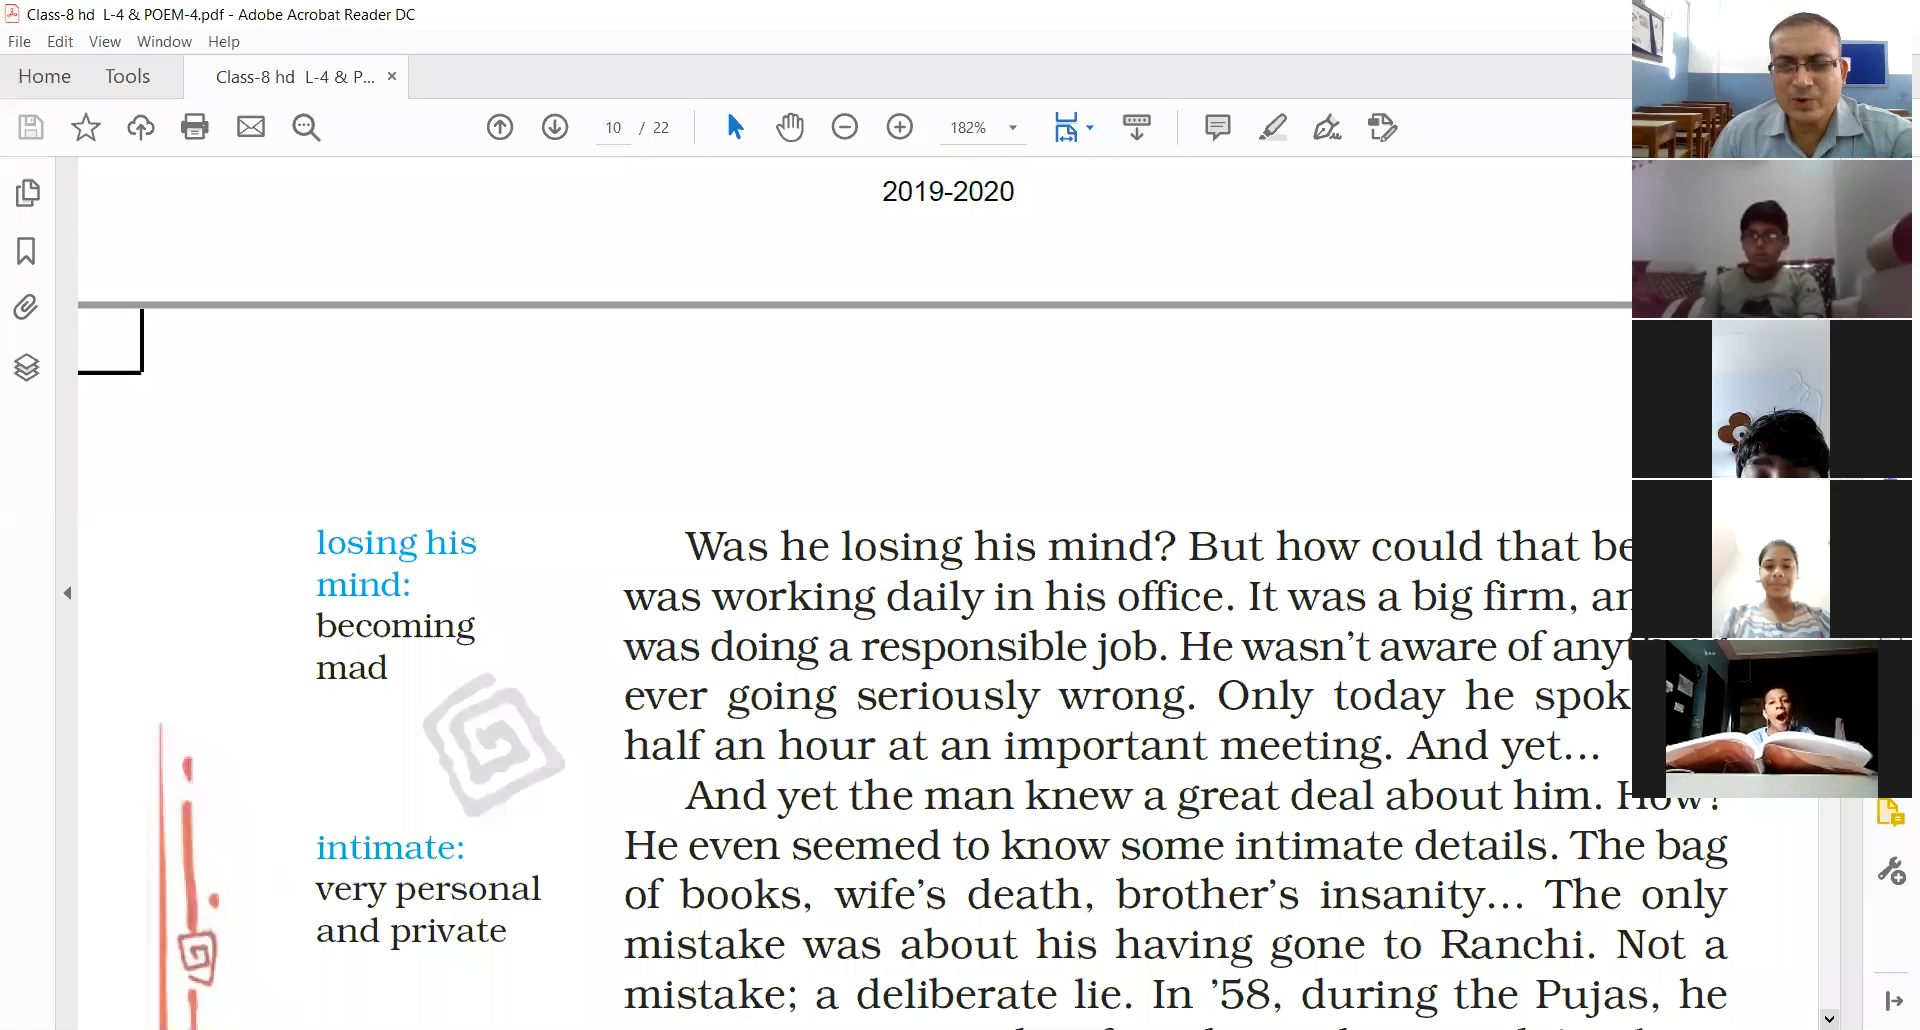 Class-8 hd L-4 & POEM-4.pdf - Adobe Acrobat Reader DC
File Edit View Window Help
Home Tools Class-8 hd L-4 & P... ×
10 / 22 182%
2019-2020
losing his
mind:
becoming
mad
intimate:
very personal
and private
Was he losing his mind? But how could that be
was working daily in his office. It was a big firm,
was doing a responsible job. He wasn't aware of
ever going seriously wrong. Only today he
half an hour at an important meeting. And yet...
And yet the man knew a great deal about him. How?
He even seemed to know some intimate details. The bag
of books, wife's death, brother's insanity... The only
mistake was about his having gone to Ranchi. Not a
mistake; a deliberate lie. In '58, during the Pujas, he